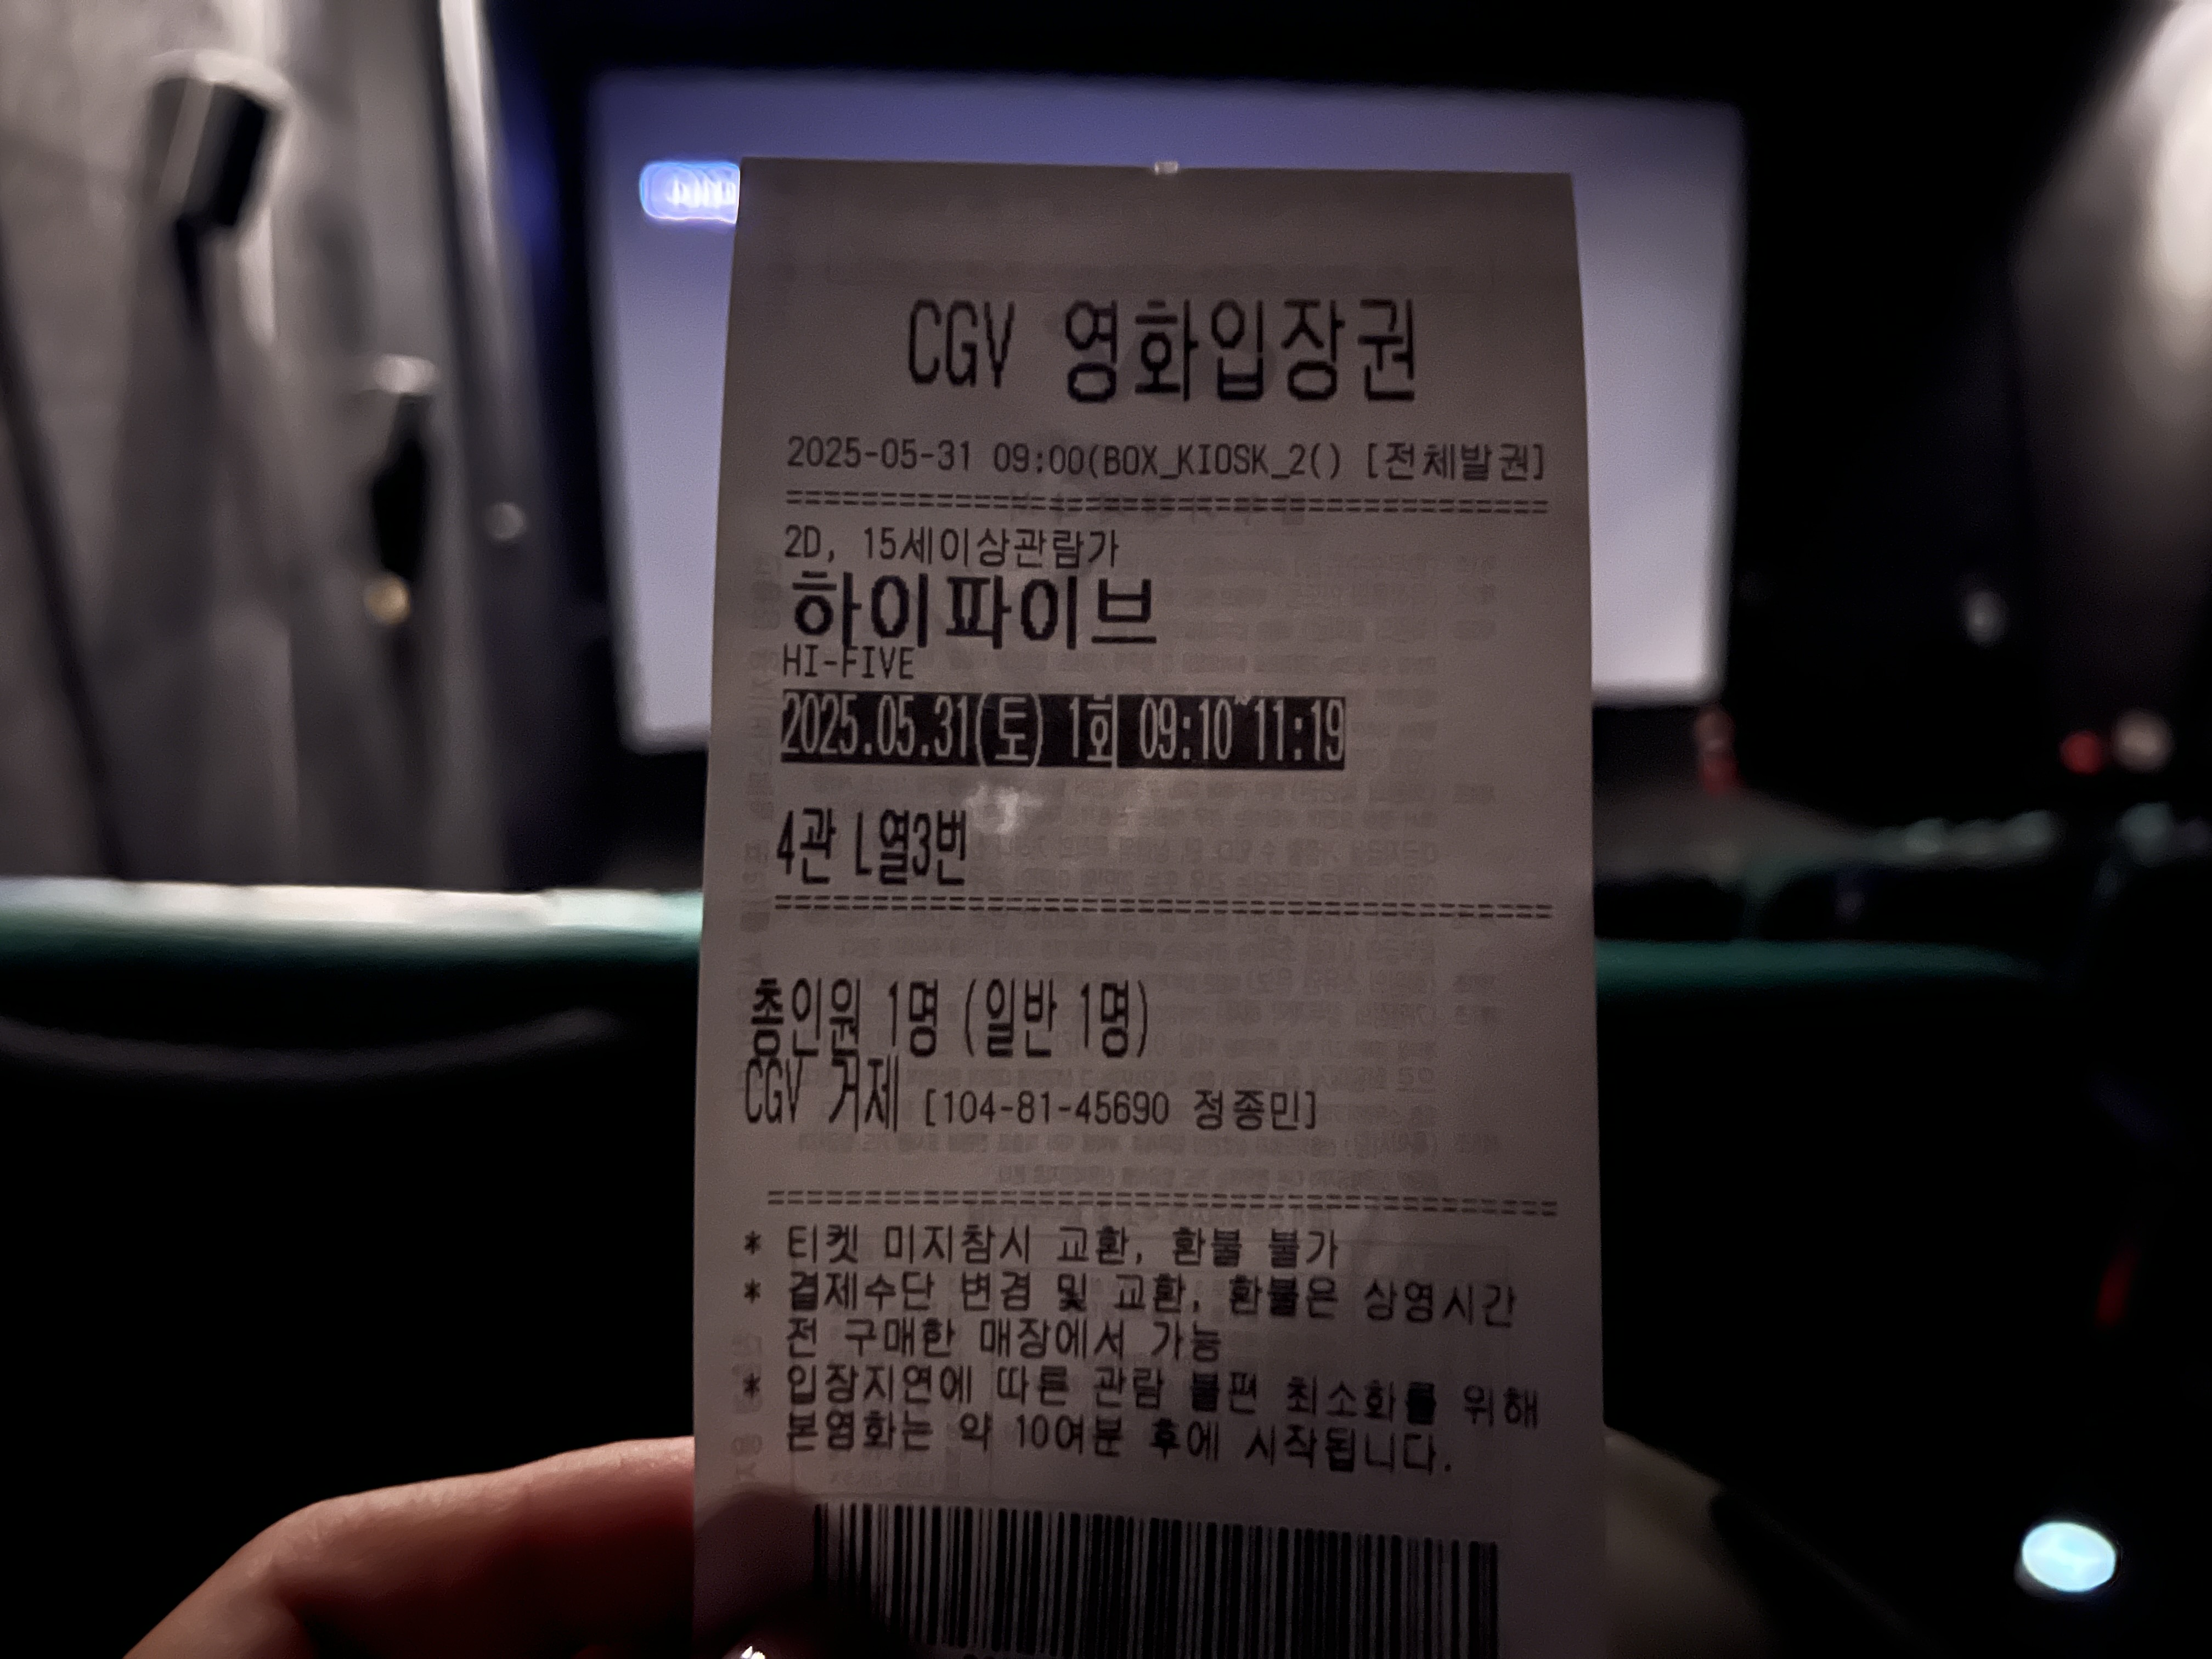 CGV 영화입장권
2025-05-31 09:00(BOX_KIOSK_2() [전체발권]
================================
2D, 15세이상관람가
하이파이브
HI-FIVE
2025.05.31(토) 1회 09:10~11:19
4관 L열3번
================================
총인원 1명 (일반 1명)
CGV 거제 [104-81-45690 정종민]
================================
* 티켓 미지참시 교환, 환불 불가
* 결제수단 변경 및 교환, 환불은 상영시간
전 구매한 매장에서 가능
* 입장지연에 따른 관람 불편 최소화를 위해
본영화는 약 10여분 후에 시작됩니다.